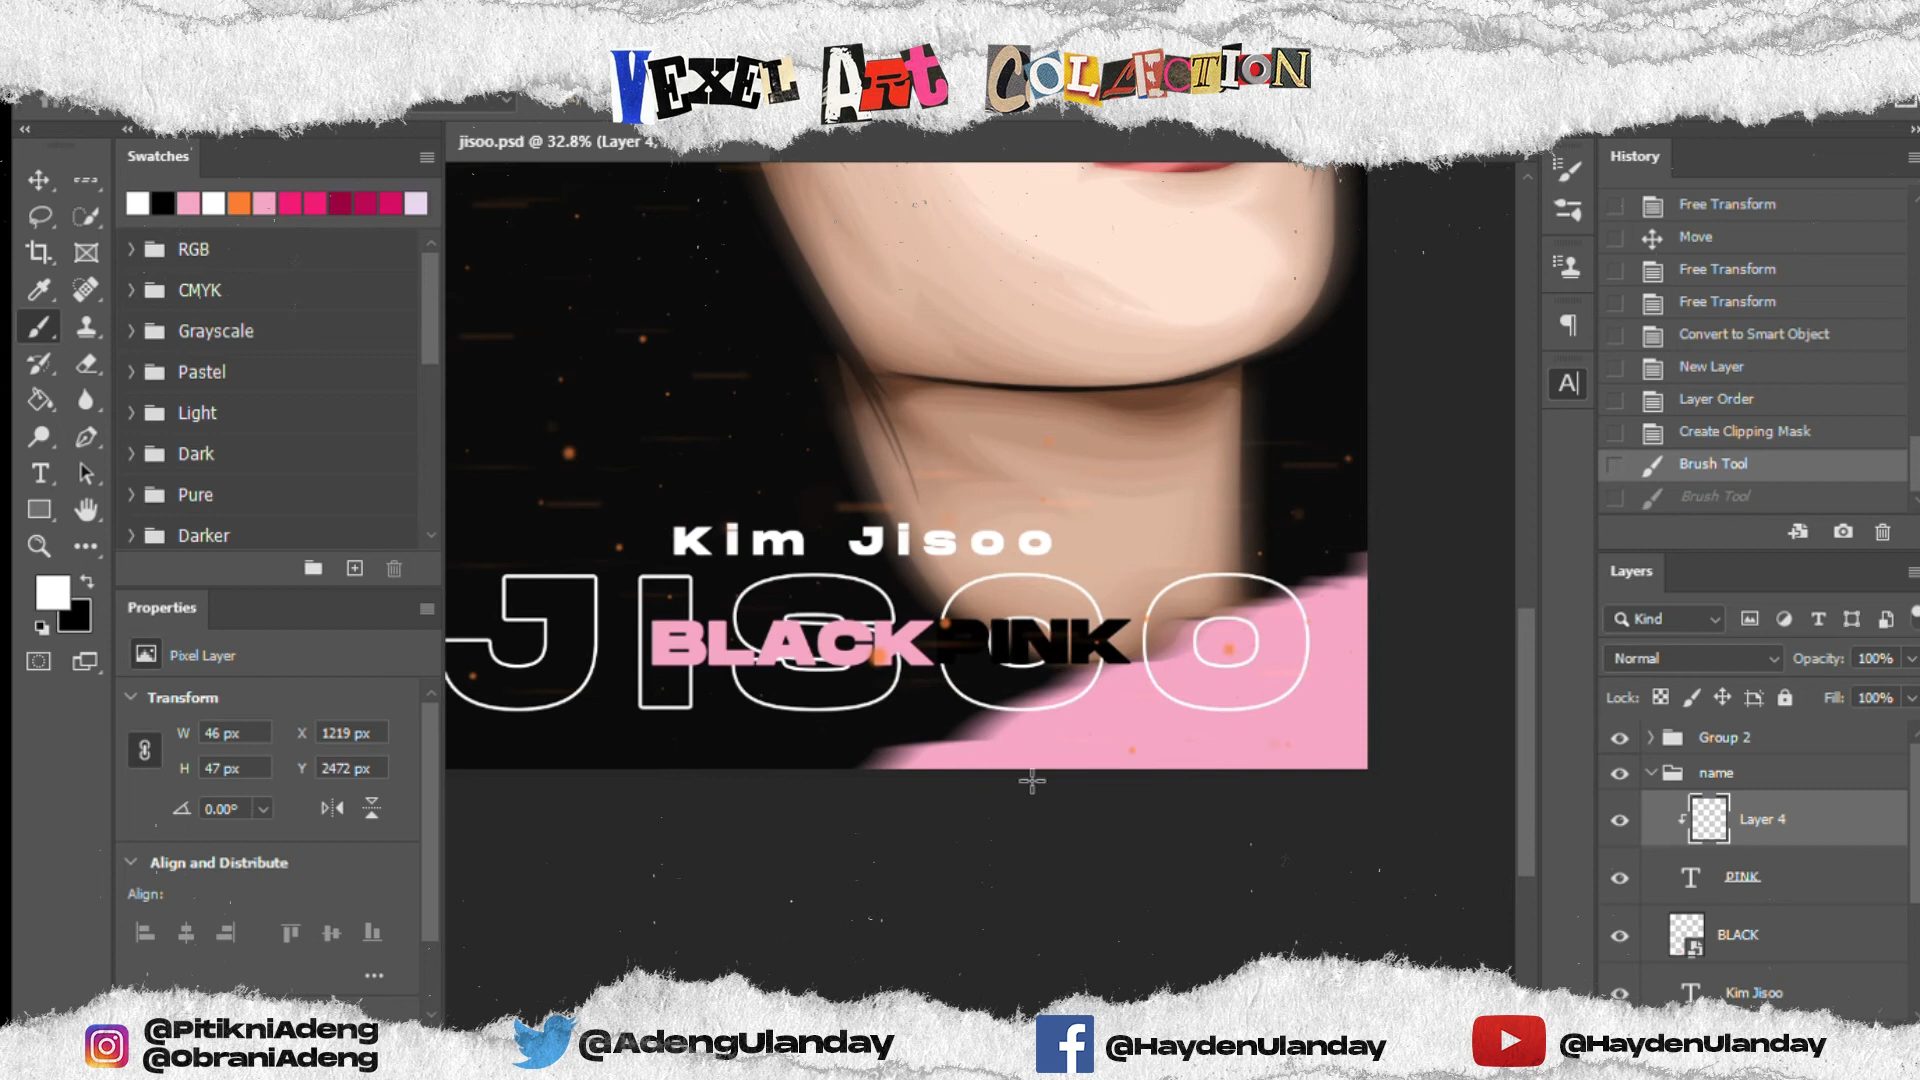 VEXEL ART COLLECTION
jisoo.psd @ 32.8% (Layer 4,
Swatches
RGB
CMYK
Grayscale
Pastel
Light
Dark
Pure
Darker
Properties
Pixel Layer
Transform
W 46 px X 1219 px
H 47 px Y 2472 px
0.00°
Align and Distribute
Align:
Kim Jisoo
JISOO
BLACKPINK
History
Free Transform
Move
Free Transform
Free Transform
Convert to Smart Object
New Layer
Layer Order
Create Clipping Mask
Brush Tool
Brush Tool
Layers
Kind
Normal Opacity: 100%
Lock: Fill: 100%
Group 2
name
Layer 4
PINK
BLACK
Kim Jisoo
@PitikniAdeng
@ObraniAdeng
@AdengUlanday
@HaydenUlanday
@HaydenUlanday